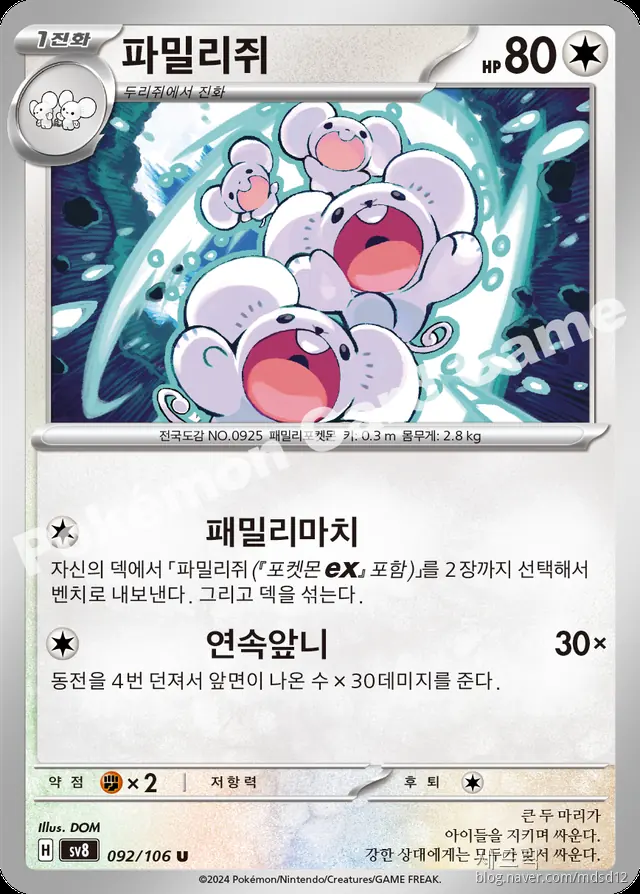 1진화
파밀리쥐
HP 80
두리쥐에서 진화
전국도감 NO.0925 패밀리포켓몬 키: 0.3 m 몸무게: 2.8 kg
Pokémon Card Game
패밀리마치
자신의 덱에서 「파밀리쥐 (『포켓몬 ex』 포함)」를 2장까지 선택해서
벤치로 내보낸다. 그리고 덱을 섞는다.
연속앞니 30×
동전을 4번 던져서 앞면이 나온 수 × 30데미지를 준다.
약점 × 2 저항력 후퇴
Illus. DOM
H sv8 092/106 U
큰 두 마리가
아이들을 지키며 싸운다.
강한 상대에게는 모두가 맞서 싸운다.
blog.naver.com/mdsd12
©2024 Pokémon/Nintendo/Creatures/GAME FREAK.